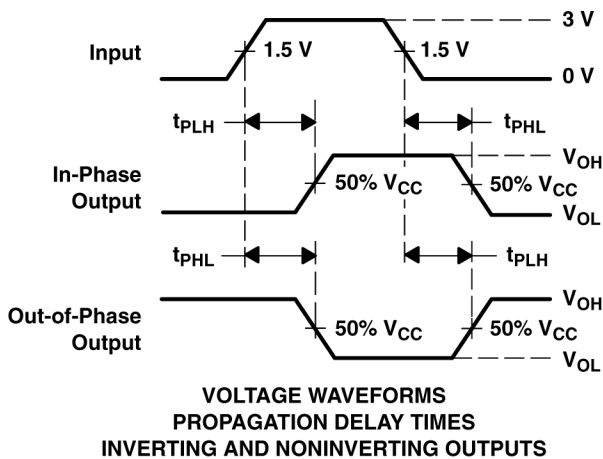 3 V
Input
1.5 V
1.5 V
0 V
tPLH
tPHL
VOH
In-Phase
Output
50% VCC
50% VCC
VOL
tPHL
tPLH
VOH
Out-of-Phase
Output
50% VCC
50% VCC
VOL
VOLTAGE WAVEFORMS
PROPAGATION DELAY TIMES
INVERTING AND NONINVERTING OUTPUTS